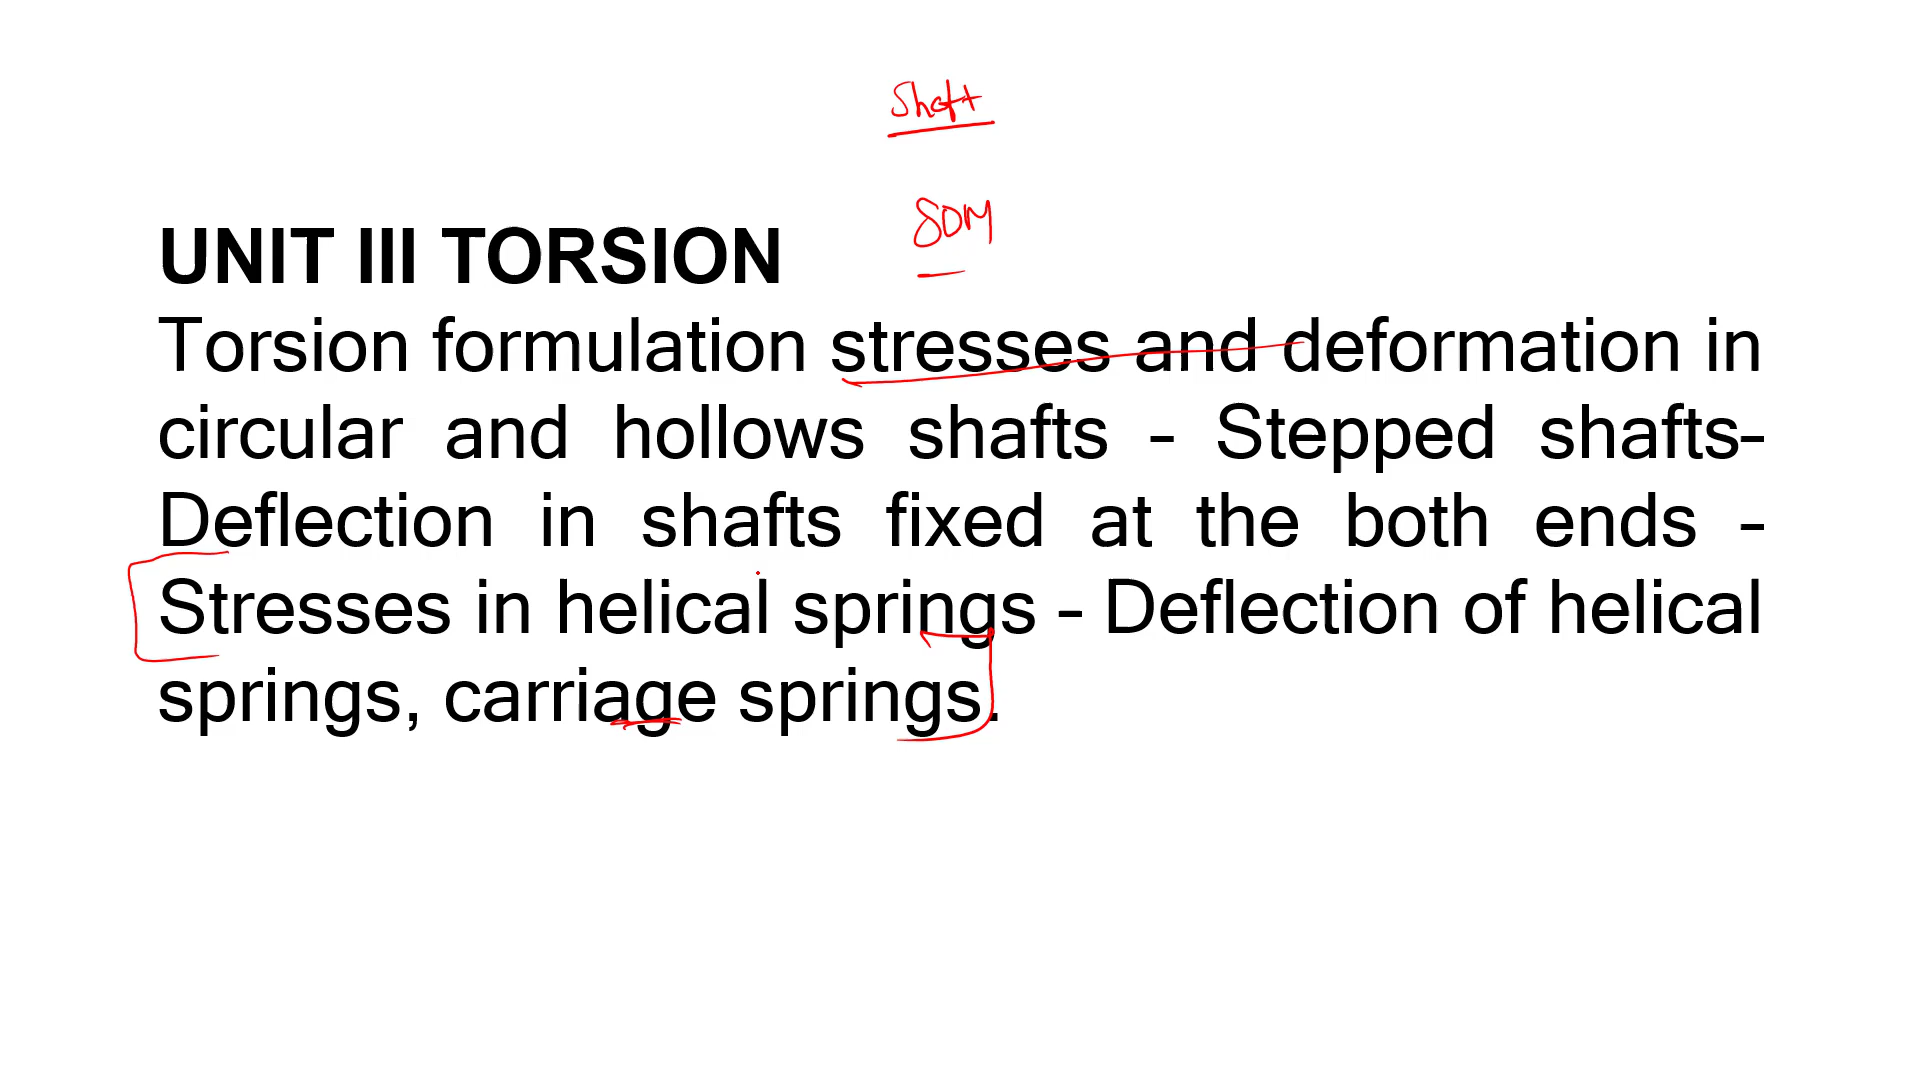 Shaft
SOM
UNIT III TORSION
Torsion formulation stresses and deformation in
circular and hollows shafts – Stepped shafts–
Deflection in shafts fixed at the both ends –
Stresses in helical springs – Deflection of helical
springs, carriage springs.